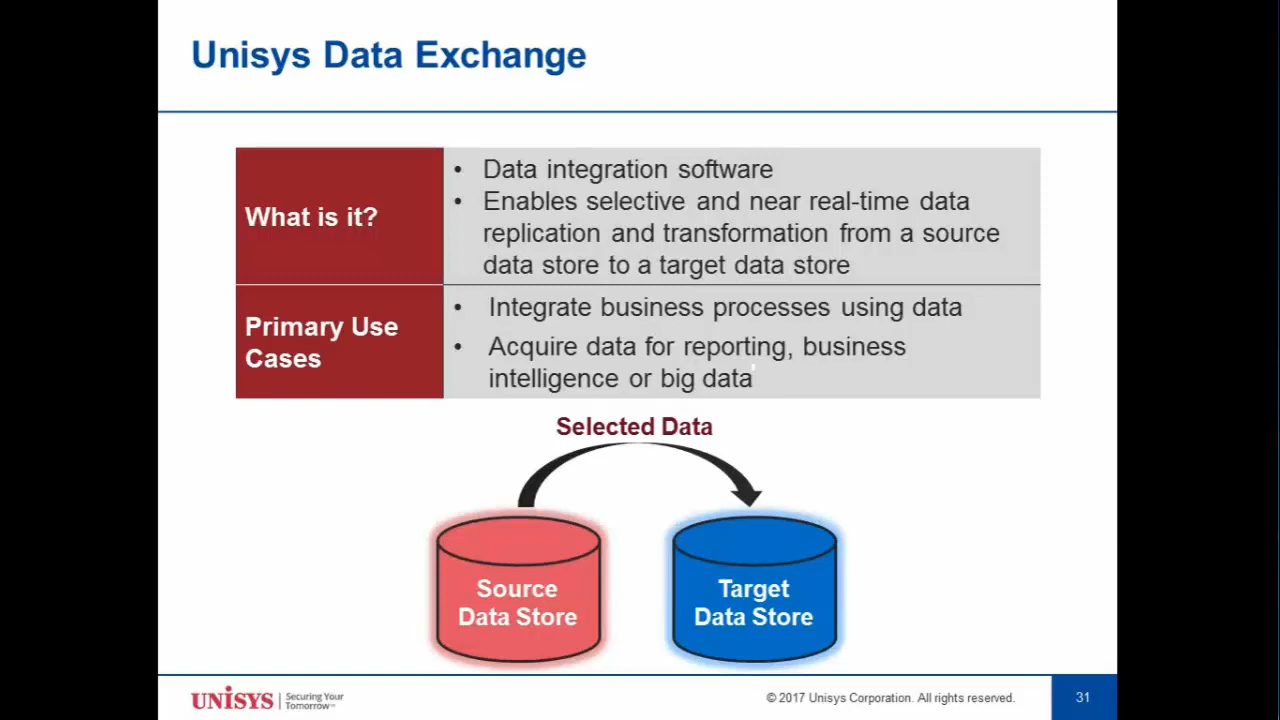 Unisys Data Exchange
What is it?
• Data integration software
• Enables selective and near real-time data
replication and transformation from a source
data store to a target data store
Primary Use
Cases
• Integrate business processes using data
• Acquire data for reporting, business
intelligence or big data
Selected Data
Source
Data Store
Target
Data Store
UNISYS | Securing Your
Tomorrow™
© 2017 Unisys Corporation. All rights reserved.
31